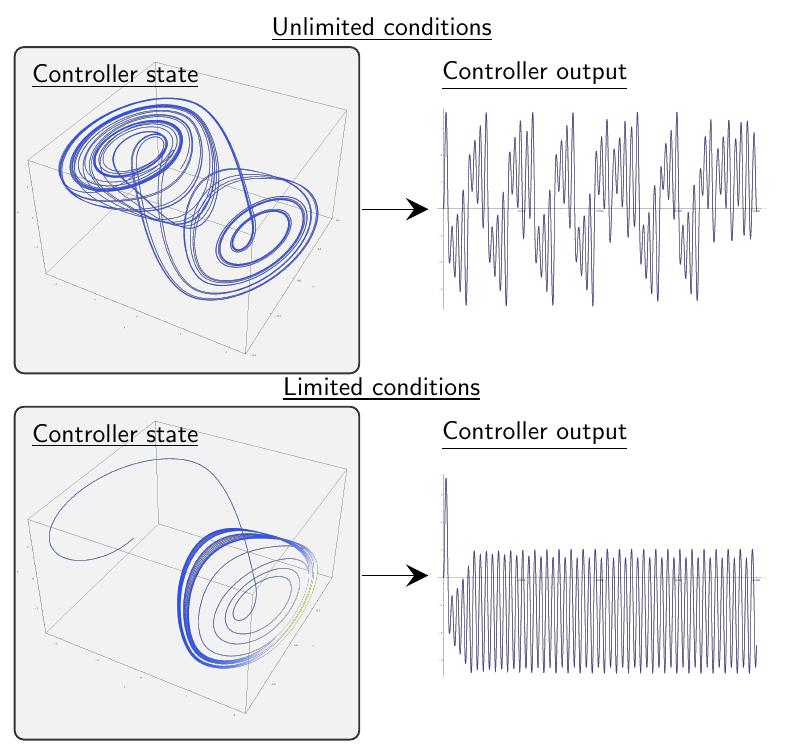 Unlimited conditions
Controller state
Controller output
Limited conditions
Controller state
Controller output